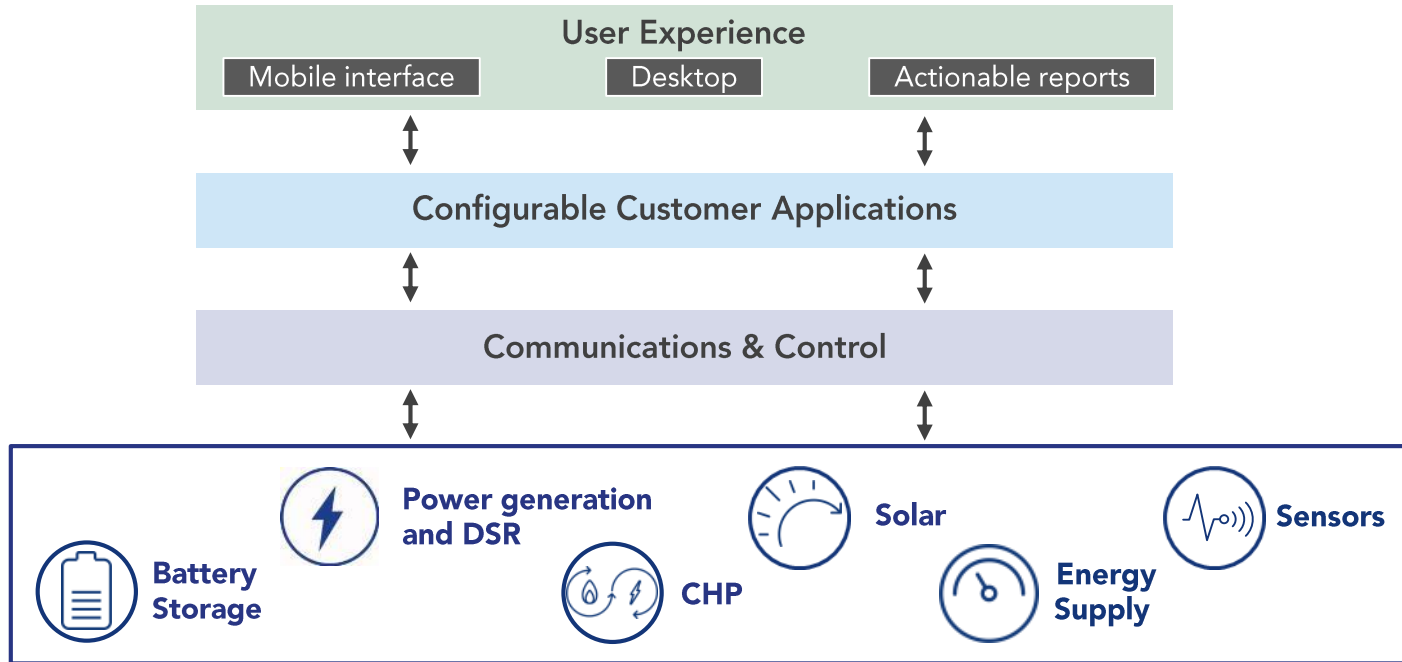 User Experience
Mobile interface
Desktop
Actionable reports
Configurable Customer Applications
Communications & Control
Battery
Storage
Power generation
and DSR
CHP
Solar
Energy
Supply
Sensors